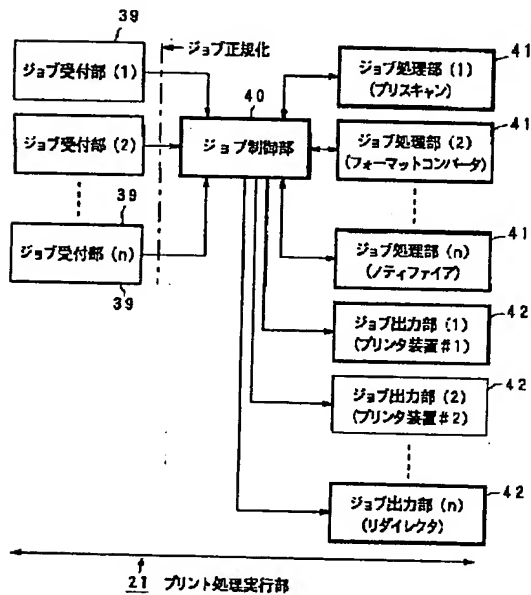 39
ジョブ受付部(1)
ジョブ正規化
ジョブ受付部(2)
39
ジョブ受付部(n)
39
40
ジョブ制御部
41
ジョブ処理部(1)
(プリスキャン)
41
ジョブ処理部(2)
(フォーマットコンバータ)
41
ジョブ処理部(n)
(ノティファイア)
42
ジョブ出力部(1)
(プリンタ装置#1)
42
ジョブ出力部(2)
(プリンタ装置#2)
42
ジョブ出力部(n)
(リダイレクタ)
21 プリント処理実行部